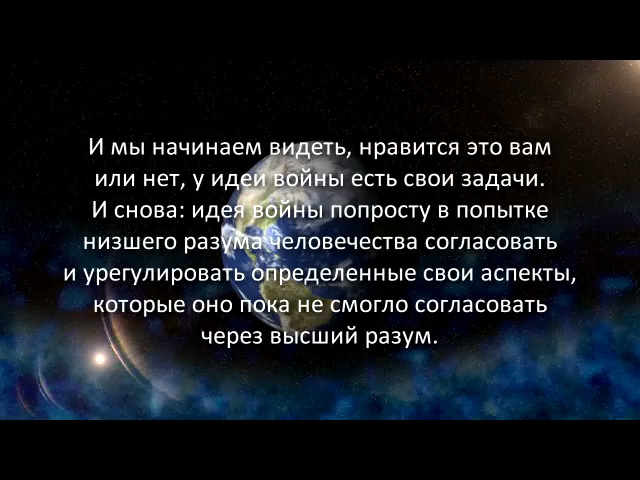 И мы начинаем видеть, нравится это вам
или нет, у идеи войны есть свои задачи.
И снова: идея войны попросту в попытке
низшего разума человечества согласовать
и урегулировать определенные свои аспекты,
которые оно пока не смогло согласовать
через высший разум.